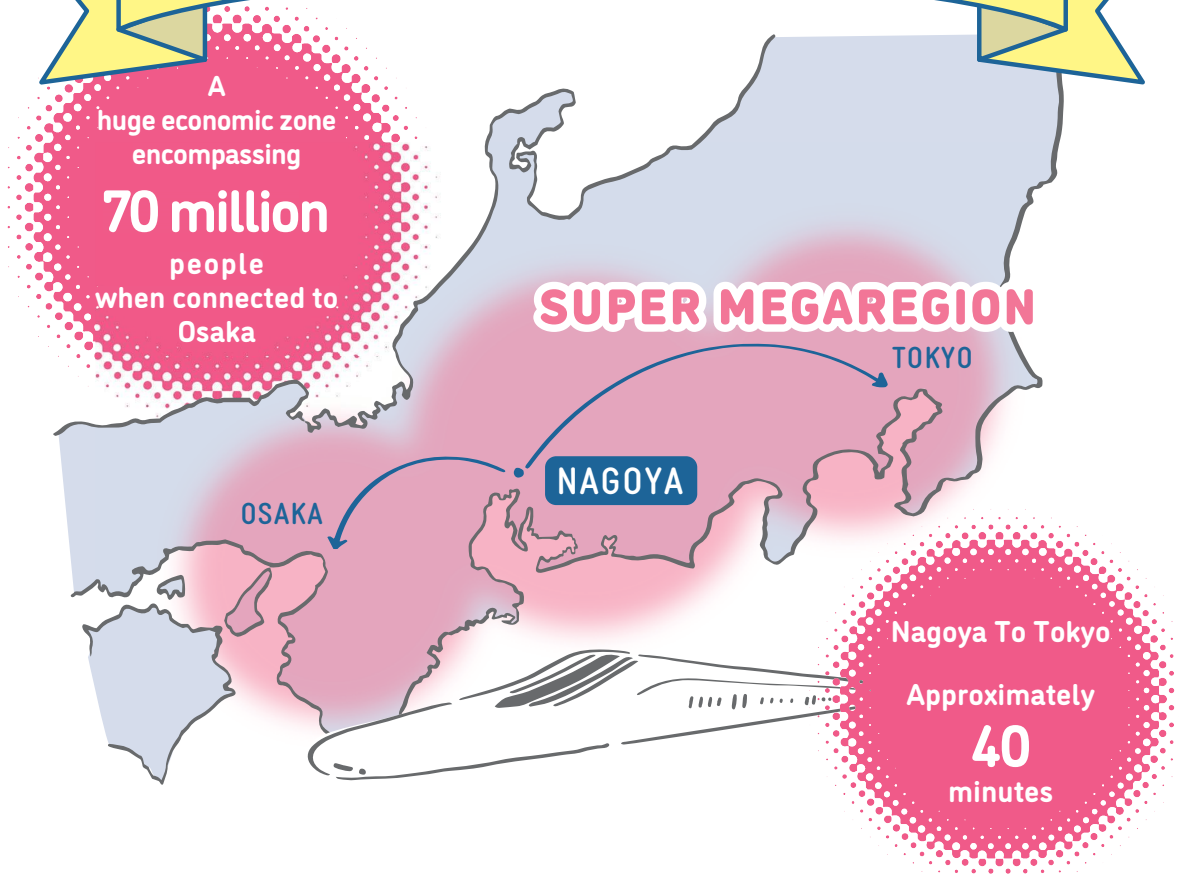 A
huge economic zone
encompassing
70 million
people
when connected to
Osaka
SUPER MEGAREGION
TOKYO
NAGOYA
OSAKA
Nagoya To Tokyo
Approximately
40
minutes